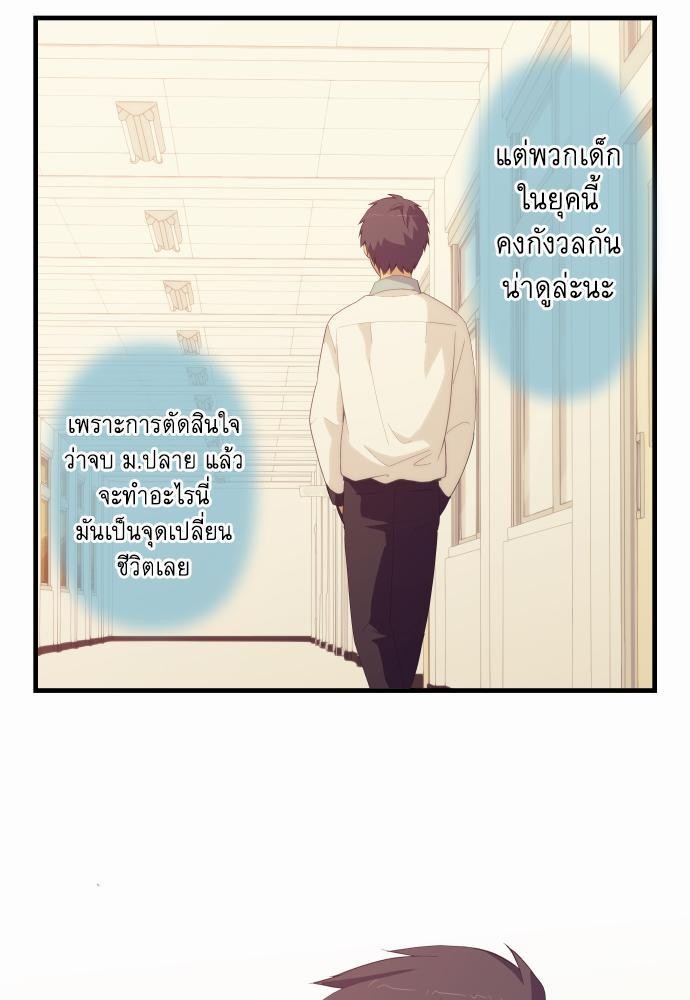 แต่พวกเด็ก
ในยุคนี้
คงกังวลกัน
น่าดูล่ะนะ
เพราะการตัดสินใจ
ว่าจบ ม.ปลาย แล้ว
จะทำอะไรนี่
มันเป็นจุดเปลี่ยน
ชีวิตเลย